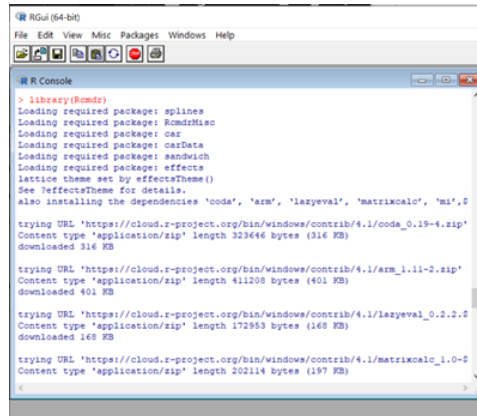 RGui (64-bit)
File Edit View Misc Packages Windows Help
STOP
R Console
> library(Rcmdr)
Loading required package: splines
Loading required package: RcmdrMisc
Loading required package: car
Loading required package: carData
Loading required package: sandwich
Loading required package: effects
lattice theme set by effectsTheme()
See ?effectsTheme for details.
also installing the dependencies ‘coda’, ‘arm’, ‘lazyeval’, ‘matrixcalc’, ‘mi’,$
trying URL 'https://cloud.r-project.org/bin/windows/contrib/4.1/coda_0.19-4.zip'
Content type 'application/zip' length 323646 bytes (316 KB)
downloaded 316 KB
trying URL 'https://cloud.r-project.org/bin/windows/contrib/4.1/arm_1.11-2.zip'
Content type 'application/zip' length 411208 bytes (401 KB)
downloaded 401 KB
trying URL 'https://cloud.r-project.org/bin/windows/contrib/4.1/lazyeval_0.2.2.$
Content type 'application/zip' length 172953 bytes (168 KB)
downloaded 168 KB
trying URL 'https://cloud.r-project.org/bin/windows/contrib/4.1/matrixcalc_1.0-$
Content type 'application/zip' length 202114 bytes (197 KB)